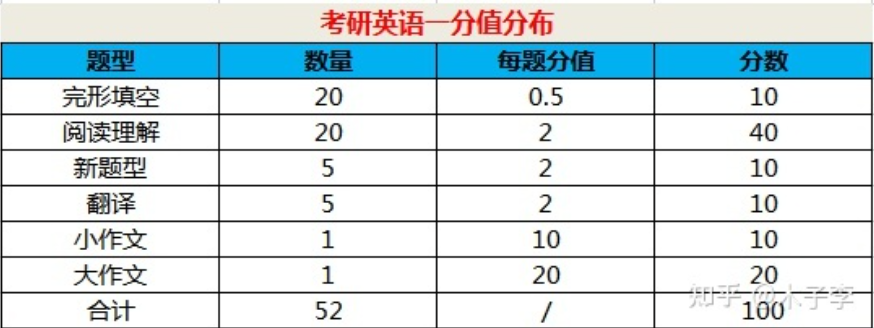 考研英语一分值分布
题型 数量 每题分值 分数
完形填空 20 0.5 10
阅读理解 20 2 40
新题型 5 2 10
翻译 5 2 10
小作文 1 10 10
大作文 1 20 20
合计 52 / 100
知乎 @木子李